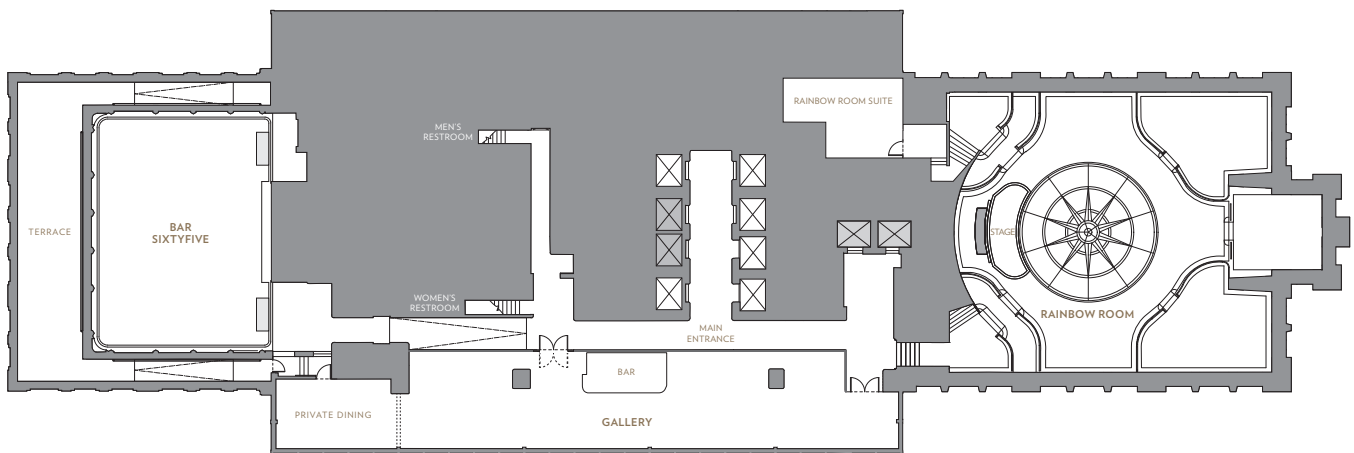 RAINBOW ROOM SUITE
MEN'S
RESTROOM
TERRACE
BAR
SIXTYFIVE
STAGE
WOMEN'S
RESTROOM
RAINBOW ROOM
MAIN
ENTRANCE
BAR
PRIVATE DINING
GALLERY